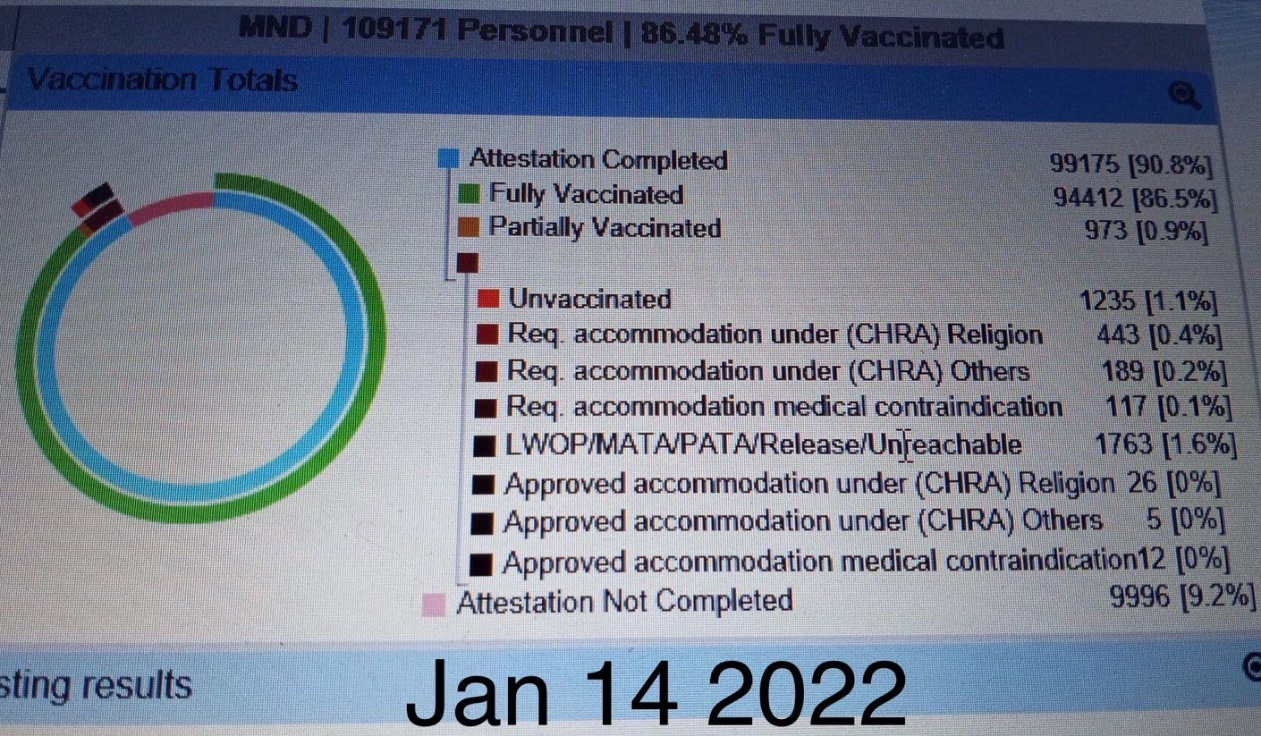 MND | 109171 Personnel | 86.48% Fully Vaccinated
Vaccination Totals
Attestation Completed 99175 [90.8%]
Fully Vaccinated 94412 [86.5%]
Partially Vaccinated 973 [0.9%]
Unvaccinated 1235 [1.1%]
Req. accommodation under (CHRA) Religion 443 [0.4%]
Req. accommodation under (CHRA) Others 189 [0.2%]
Req. accommodation medical contraindication 117 [0.1%]
LWOP/MATA/PATA/Release/Unreachable 1763 [1.6%]
Approved accommodation under (CHRA) Religion 26 [0%]
Approved accommodation under (CHRA) Others 5 [0%]
Approved accommodation medical contraindication12 [0%]
Attestation Not Completed 9996 [9.2%]
sting results
Jan 14 2022